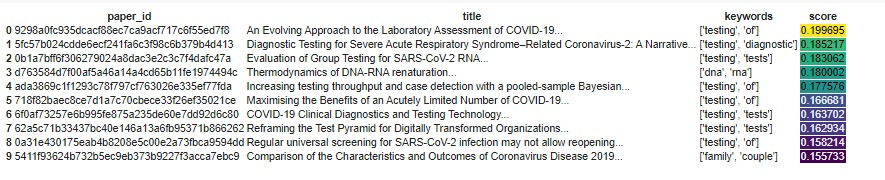 paper_id title keywords score
0 9298a0fc935dcacf88ec7ca9acf717c6f55ed7f8 An Evolving Approach to the Laboratory Assessment of COVID-19... ['testing', 'of'] 0.199695
1 5fc57b024cdde6ecf241fa6c3f98c6b379b4d413 Diagnostic Testing for Severe Acute Respiratory Syndrome–Related Coronavirus-2: A Narrative... ['testing', 'diagnostic'] 0.185217
2 0b1a7bff6f306279024a8dac3e2c3c7f4dafc47a Evaluation of Group Testing for SARS-CoV-2 RNA... ['testing', 'tests'] 0.183062
3 d763584d7f00af5a46a14a4cd65b11fe1974494c Thermodynamics of DNA-RNA renaturation... ['dna', 'rna'] 0.180002
4 ada3869c1f1293c78f797cf763026e335ef77fda Increasing testing throughput and case detection with a pooled-sample Bayesian... ['testing', 'of'] 0.177576
5 718f82baec8ce7d1a7c70cbece33f26ef35021ce Maximising the Benefits of an Acutely Limited Number of COVID-19... ['testing', 'of'] 0.166681
6 6f0af73257e6b995fe875a235de60e7dd92d6c80 COVID-19 Clinical Diagnostics and Testing Technology... ['testing', 'tests'] 0.163702
7 62a5c71b33437bc40e146a13a6fb95371b866262 Reframing the Test Pyramid for Digitally Transformed Organizations... ['testing', 'tests'] 0.162934
8 0a31e430175eab4b8208e5c00e2a73fbca9594dd Regular universal screening for SARS-CoV-2 infection may not allow reopening... ['testing', 'of'] 0.158214
9 5411f93624b732b5ec9eb373b9227f3acca7ebc9 Comparison of the Characteristics and Outcomes of Coronavirus Disease 2019... ['family', 'couple'] 0.155733